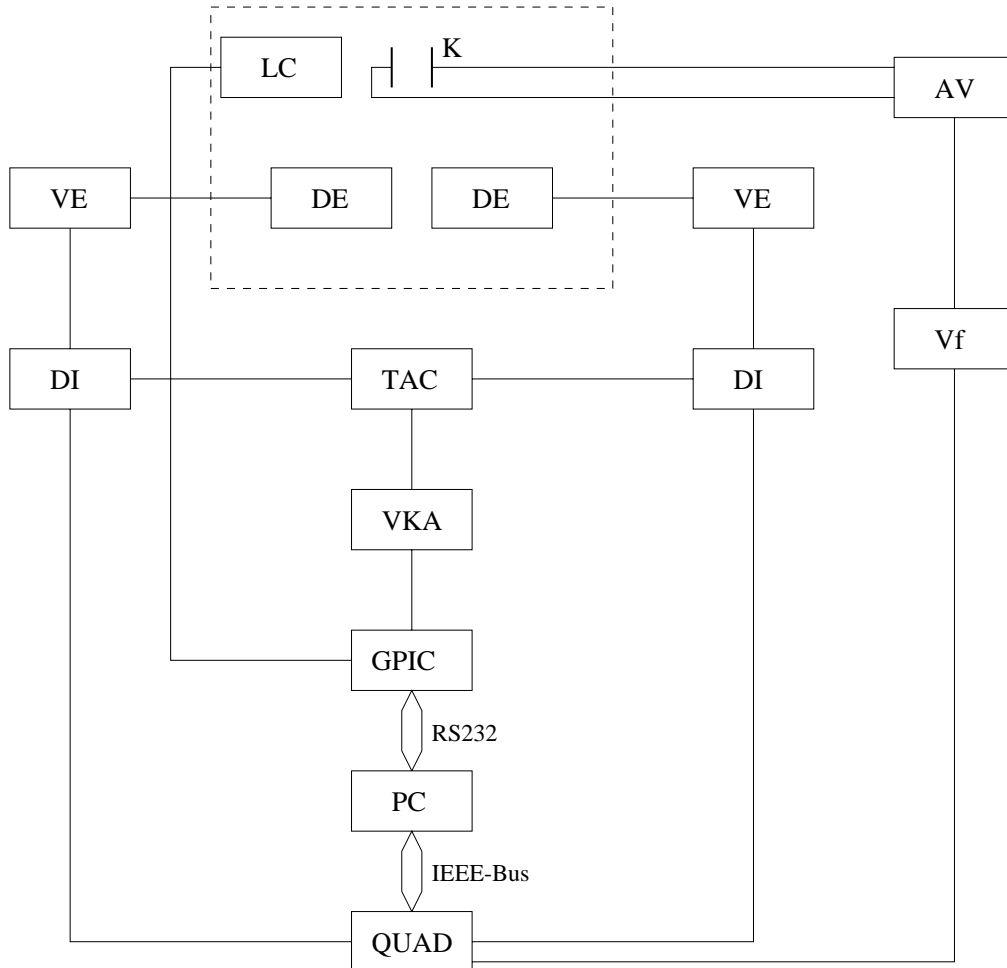 K
LC
AV
VE
DE
DE
VE
Vf
DI
TAC
DI
VKA
GPIC
RS232
PC
IEEE-Bus
QUAD